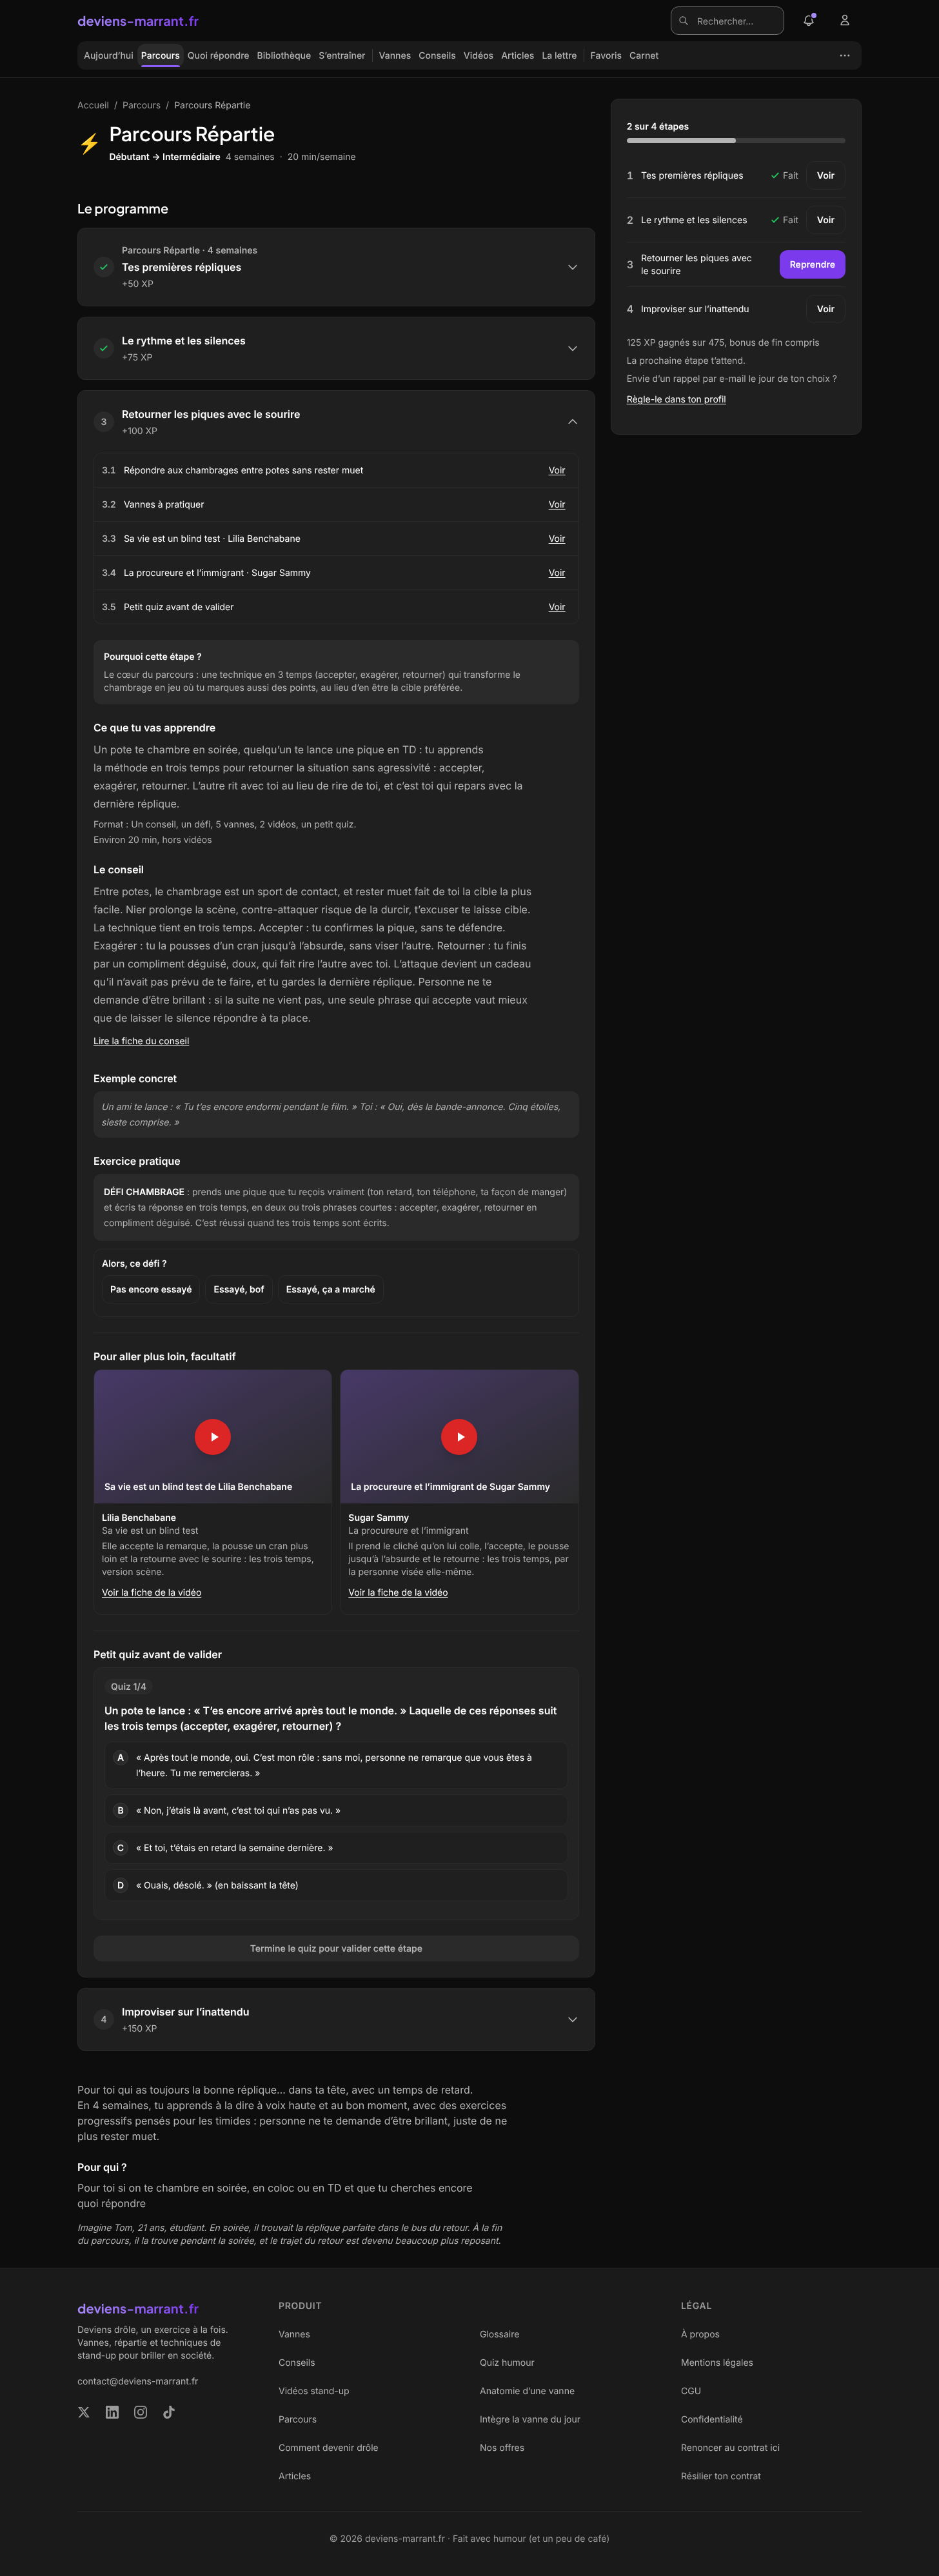 deviens-marrant.fr
Rechercher...
Aujourd'hui Parcours Quoi répondre Bibliothèque S'entraîner Vannes Conseils Vidéos Articles La lettre Favoris Carnet
Accueil / Parcours / Parcours Répartie
Parcours Répartie
Débutant → Intermédiaire 4 semaines · 20 min/semaine
Le programme
Parcours Répartie · 4 semaines
Tes premières répliques
+50 XP
Le rythme et les silences
+75 XP
3
Retourner les piques avec le sourire
+100 XP
3.1 Répondre aux chambrages entre potes sans rester muet Voir
3.2 Vannes à pratiquer Voir
3.3 Sa vie est un blind test · Lilia Benchabane Voir
3.4 La procureure et l'immigrant · Sugar Sammy Voir
3.5 Petit quiz avant de valider Voir
Pourquoi cette étape ?
Le cœur du parcours : une technique en 3 temps (accepter, exagérer, retourner) qui transforme le
chambrage en jeu où tu marques aussi des points, au lieu d'en être la cible préférée.
Ce que tu vas apprendre
Un pote te chambre en soirée, quelqu'un te lance une pique en TD : tu apprends
la méthode en trois temps pour retourner la situation sans agressivité : accepter,
exagérer, retourner. L'autre rit avec toi au lieu de rire de toi, et c'est toi qui repars avec la
dernière réplique.
Format : Un conseil, un défi, 5 vannes, 2 vidéos, un petit quiz.
Environ 20 min, hors vidéos
Le conseil
Entre potes, le chambrage est un sport de contact, et rester muet fait de toi la cible la plus
facile. Nier prolonge la scène, contre-attaquer risque de la durcir, t'excuser te laisse cible.
La technique tient en trois temps. Accepter : tu confirmes la pique, sans te défendre.
Exagérer : tu la pousses d'un cran jusqu'à l'absurde, sans viser l'autre. Retourner : tu finis
par un compliment déguisé, doux, qui fait rire l'autre avec toi. L'attaque devient un cadeau
qu'il n'avait pas prévu de te faire, et tu gardes la dernière réplique. Personne ne te
demande d'être brillant : si la suite ne vient pas, une seule phrase qui accepte vaut mieux
que de laisser le silence répondre à ta place.
Lire la fiche du conseil
Exemple concret
Un ami te lance : « Tu t'es encore endormi pendant le film. » Toi : « Oui, dès la bande-annonce. Cinq étoiles,
sieste comprise. »
Exercice pratique
DÉFI CHAMBRAGE : prends une pique que tu reçois vraiment (ton retard, ton téléphone, ta façon de manger)
et écris ta réponse en trois temps, en deux ou trois phrases courtes : accepter, exagérer, retourner en
compliment déguisé. C'est réussi quand tes trois temps sont écrits.
Alors, ce défi ?
Pas encore essayé Essayé, bof Essayé, ça a marché
Pour aller plus loin, facultatif
Sa vie est un blind test de Lilia Benchabane
Lilia Benchabane
Sa vie est un blind test
Elle accepte la remarque, la pousse un cran plus
loin et la retourne avec le sourire : les trois temps,
version scène.
Voir la fiche de la vidéo
La procureure et l'immigrant de Sugar Sammy
Sugar Sammy
La procureure et l'immigrant
Il prend le cliché qu'on lui colle, l'accepte, le pousse
jusqu'à l'absurde et le retourne : les trois temps, par
la personne visée elle-même.
Voir la fiche de la vidéo
Petit quiz avant de valider
Quiz 1/4
Un pote te lance : « T'es encore arrivé après tout le monde. » Laquelle de ces réponses suit
les trois temps (accepter, exagérer, retourner) ?
A « Après tout le monde, oui. C'est mon rôle : sans moi, personne ne remarque que vous êtes à
l'heure. Tu me remercieras. »
B « Non, j'étais là avant, c'est toi qui n'as pas vu. »
C « Et toi, t'étais en retard la semaine dernière. »
D « Ouais, désolé. » (en baissant la tête)
Termine le quiz pour valider cette étape
4
Improviser sur l'inattendu
+150 XP
Pour toi qui as toujours la bonne réplique... dans ta tête, avec un temps de retard.
En 4 semaines, tu apprends à la dire à voix haute et au bon moment, avec des exercices
progressifs pensés pour les timides : personne ne te demande d'être brillant, juste de ne
plus rester muet.
Pour qui ?
Pour toi si on te chambre en soirée, en coloc ou en TD et que tu cherches encore
quoi répondre
Imagine Tom, 21 ans, étudiant. En soirée, il trouvait la réplique parfaite dans le bus du retour. À la fin
du parcours, il la trouve pendant la soirée, et le trajet du retour est devenu beaucoup plus reposant.
2 sur 4 étapes
1 Tes premières répliques Fait Voir
2 Le rythme et les silences Fait Voir
3 Retourner les piques avec
le sourire Reprendre
4 Improviser sur l'inattendu Voir
125 XP gagnés sur 475, bonus de fin compris
La prochaine étape t'attend.
Envie d'un rappel par e-mail le jour de ton choix ?
Règle-le dans ton profil
deviens-marrant.fr
Deviens drôle, un exercice à la fois.
Vannes, répartie et techniques de
stand-up pour briller en société.
contact@deviens-marrant.fr
PRODUIT
Vannes
Conseils
Vidéos stand-up
Parcours
Comment devenir drôle
Articles
Glossaire
Quiz humour
Anatomie d'une vanne
Intègre la vanne du jour
Nos offres
LÉGAL
À propos
Mentions légales
CGU
Confidentialité
Renoncer au contrat ici
Résilier ton contrat
© 2026 deviens-marrant.fr · Fait avec humour (et un peu de café)